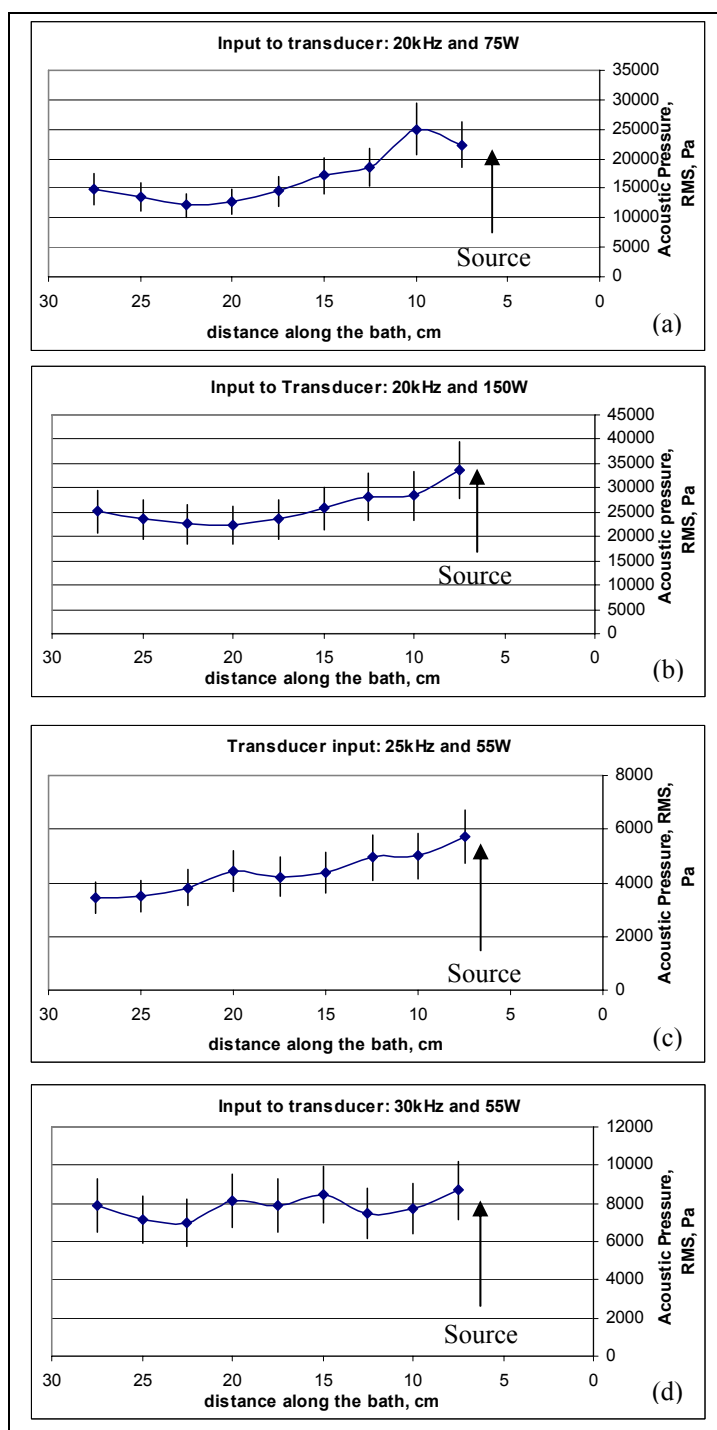 Input to transducer: 20kHz and 75W
35000
30000
25000
20000
15000
10000
5000
0
Acoustic Pressure,
RMS, Pa
Source
30 25 20 15 10 5 0
distance along the bath, cm
(a)
Input to Transducer: 20kHz and 150W
45000
40000
35000
30000
25000
20000
15000
10000
5000
0
Acoustic pressure,
RMS, Pa
Source
30 25 20 15 10 5 0
distance along the bath, cm
(b)
Transducer input: 25kHz and 55W
8000
6000
4000
2000
0
Acoustic Pressure, RMS,
Pa
Source
30 25 20 15 10 5 0
distance along the bath, cm
(c)
Input to transducer: 30kHz and 55W
12000
10000
8000
6000
4000
2000
0
Acoustic Pressure,
RMS, Pa
Source
30 25 20 15 10 5 0
distance along the bath, cm
(d)